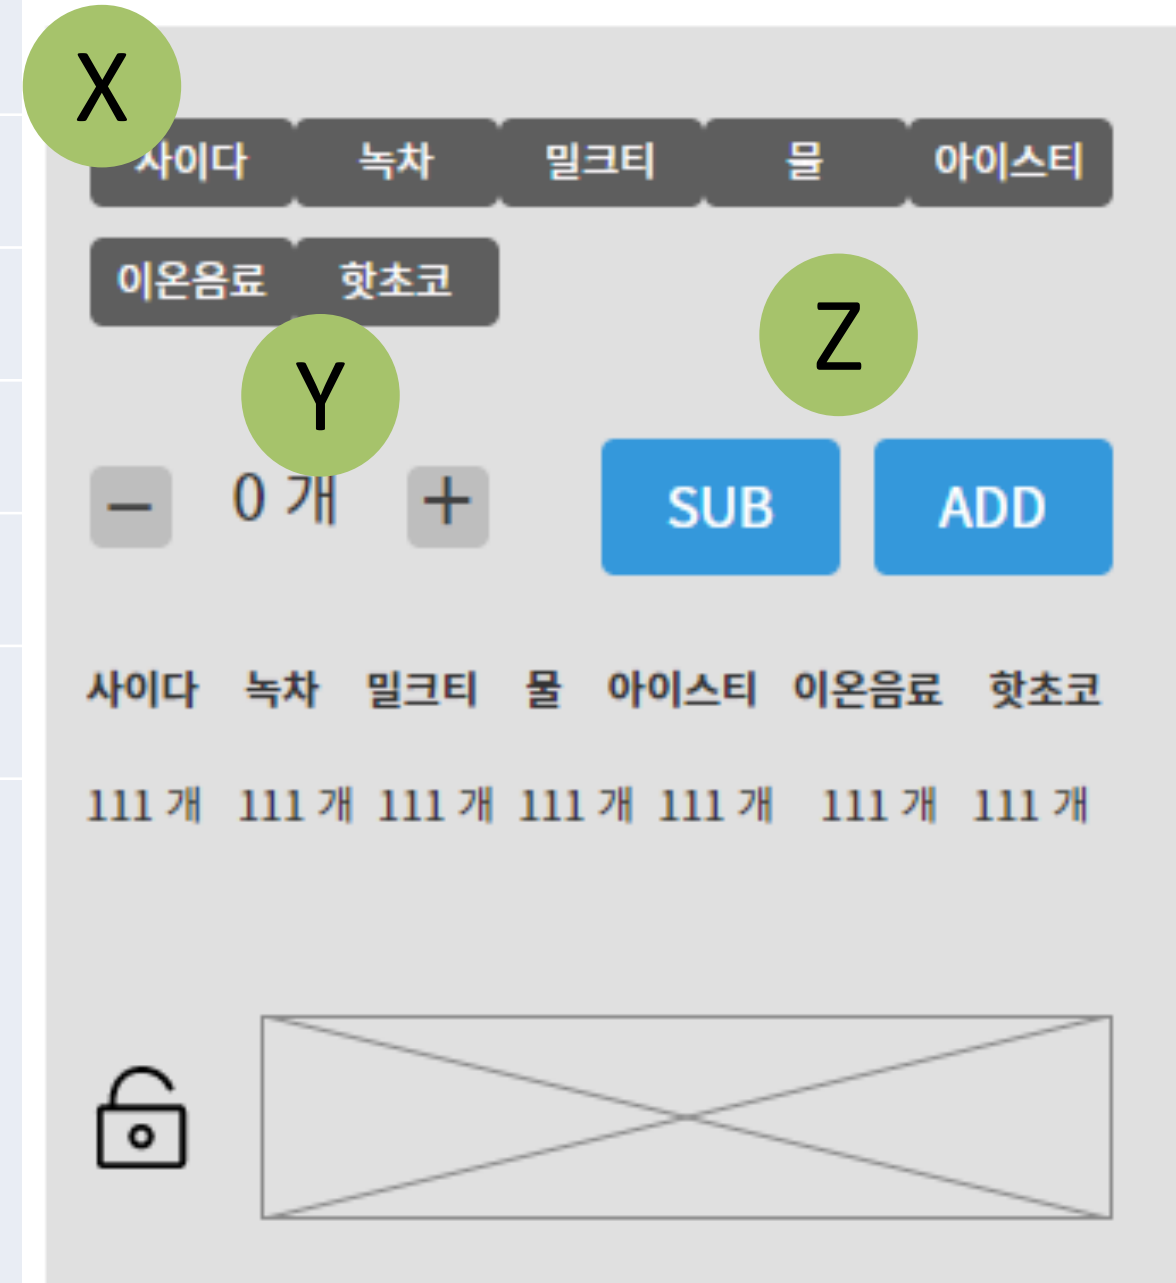 X
사이다 녹차 밀크티 물 아이스티
이온음료 핫초코
Y
Z
− 0 개 + SUB ADD
사이다 녹차 밀크티 물 아이스티 이온음료 핫초코
111 개 111 개 111 개 111 개 111 개 111 개 111 개